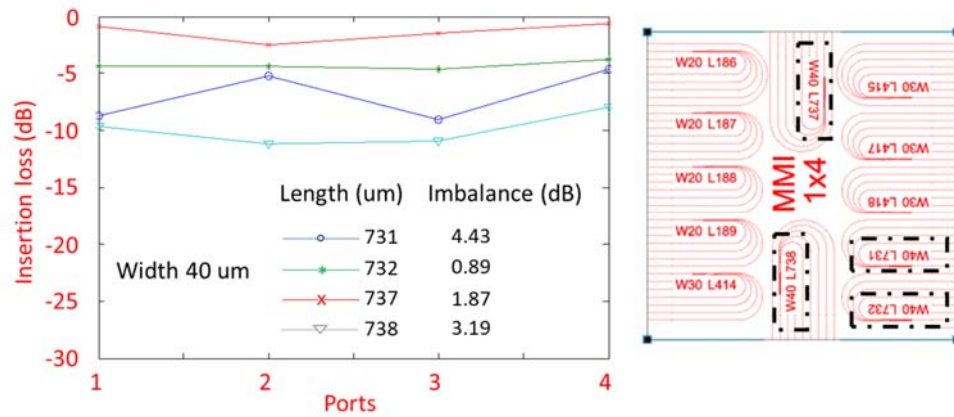 Insertion loss (dB)
0
-5
-10
-15
-20
-25
-30
1
2
3
4
Ports
Width 40 um
Length (um) Imbalance (dB)
731 4.43
732 0.89
737 1.87
738 3.19
W20 L186
W20 L187
W20 L188
W20 L189
W30 L414
W40 L737
MMI
1x4
W40 L738
W30 L415
W30 L417
W30 L418
W40 L731
W40 L732